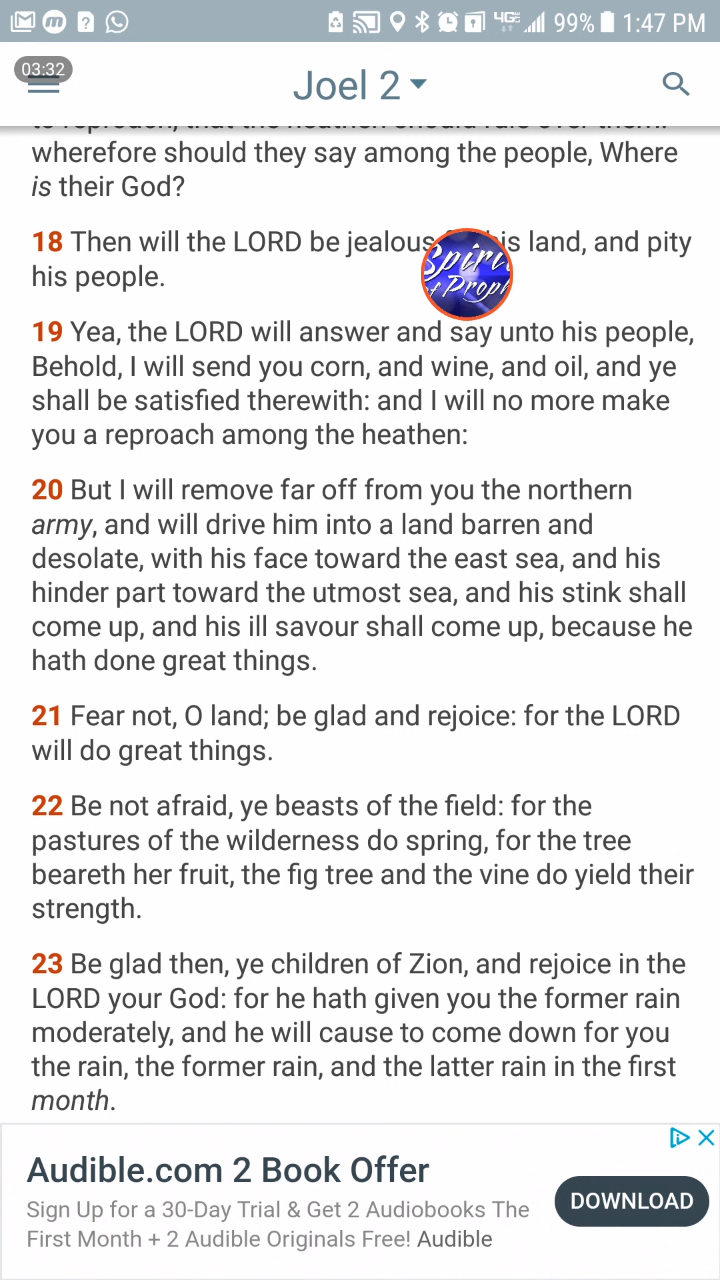 99% 1:47 PM
03:32
Joel 2
wherefore should they say among the people, Where
is their God?
18 Then will the LORD be jealous his land, and pity
his people.
Spiri
of Proph
19 Yea, the LORD will answer and say unto his people,
Behold, I will send you corn, and wine, and oil, and ye
shall be satisfied therewith: and I will no more make
you a reproach among the heathen:
20 But I will remove far off from you the northern
army, and will drive him into a land barren and
desolate, with his face toward the east sea, and his
hinder part toward the utmost sea, and his stink shall
come up, and his ill savour shall come up, because he
hath done great things.
21 Fear not, O land; be glad and rejoice: for the LORD
will do great things.
22 Be not afraid, ye beasts of the field: for the
pastures of the wilderness do spring, for the tree
beareth her fruit, the fig tree and the vine do yield their
strength.
23 Be glad then, ye children of Zion, and rejoice in the
LORD your God: for he hath given you the former rain
moderately, and he will cause to come down for you
the rain, the former rain, and the latter rain in the first
month.
Audible.com 2 Book Offer
Sign Up for a 30-Day Trial & Get 2 Audiobooks The
First Month + 2 Audible Originals Free! Audible
DOWNLOAD